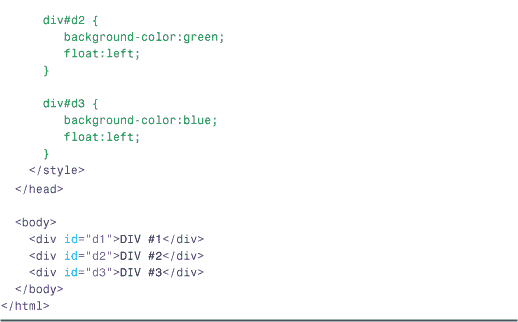 div#d2 {
background-color:green;
float:left;
}
div#d3 {
background-color:blue;
float:left;
}
</style>
</head>
<body>
<div id="d1">DIV #1</div>
<div id="d2">DIV #2</div>
<div id="d3">DIV #3</div>
</body>
</html>